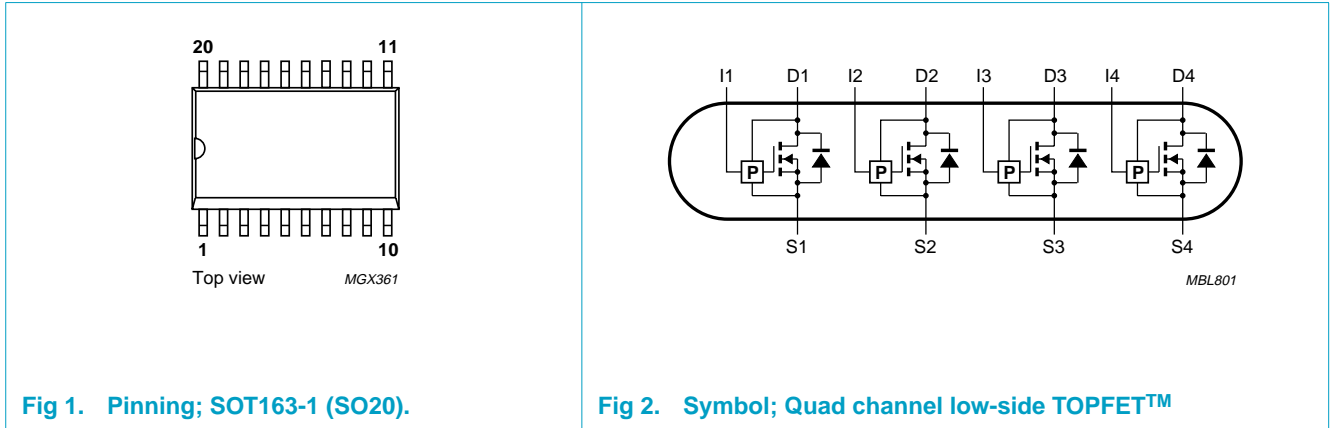 20 11
1 10
Top view MGX361
Fig 1. Pinning; SOT163-1 (SO20).
I1 D1 I2 D2 I3 D3 I4 D4
P P P P
S1 S2 S3 S4
MBL801
Fig 2. Symbol; Quad channel low-side TOPFETTM